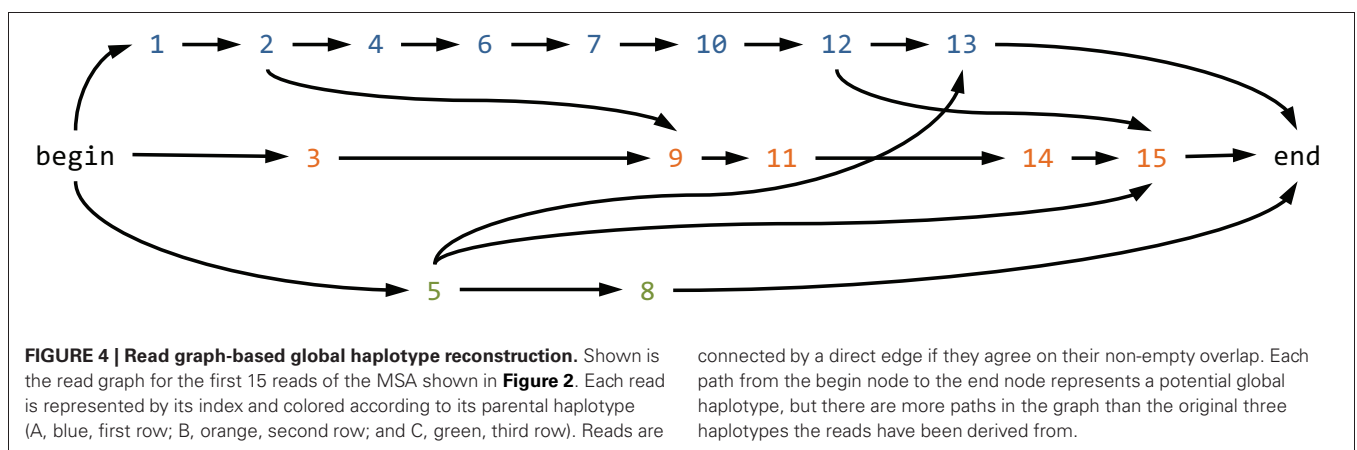 1 2 4 6 7 10 12 13
begin 3 9 11 14 15 end
5 8
FIGURE 4 | Read graph-based global haplotype reconstruction. Shown is
the read graph for the first 15 reads of the MSA shown in Figure 2. Each read
is represented by its index and colored according to its parental haplotype
(A, blue, first row; B, orange, second row; and C, green, third row). Reads are
connected by a direct edge if they agree on their non-empty overlap. Each
path from the begin node to the end node represents a potential global
haplotype, but there are more paths in the graph than the original three
haplotypes the reads have been derived from.